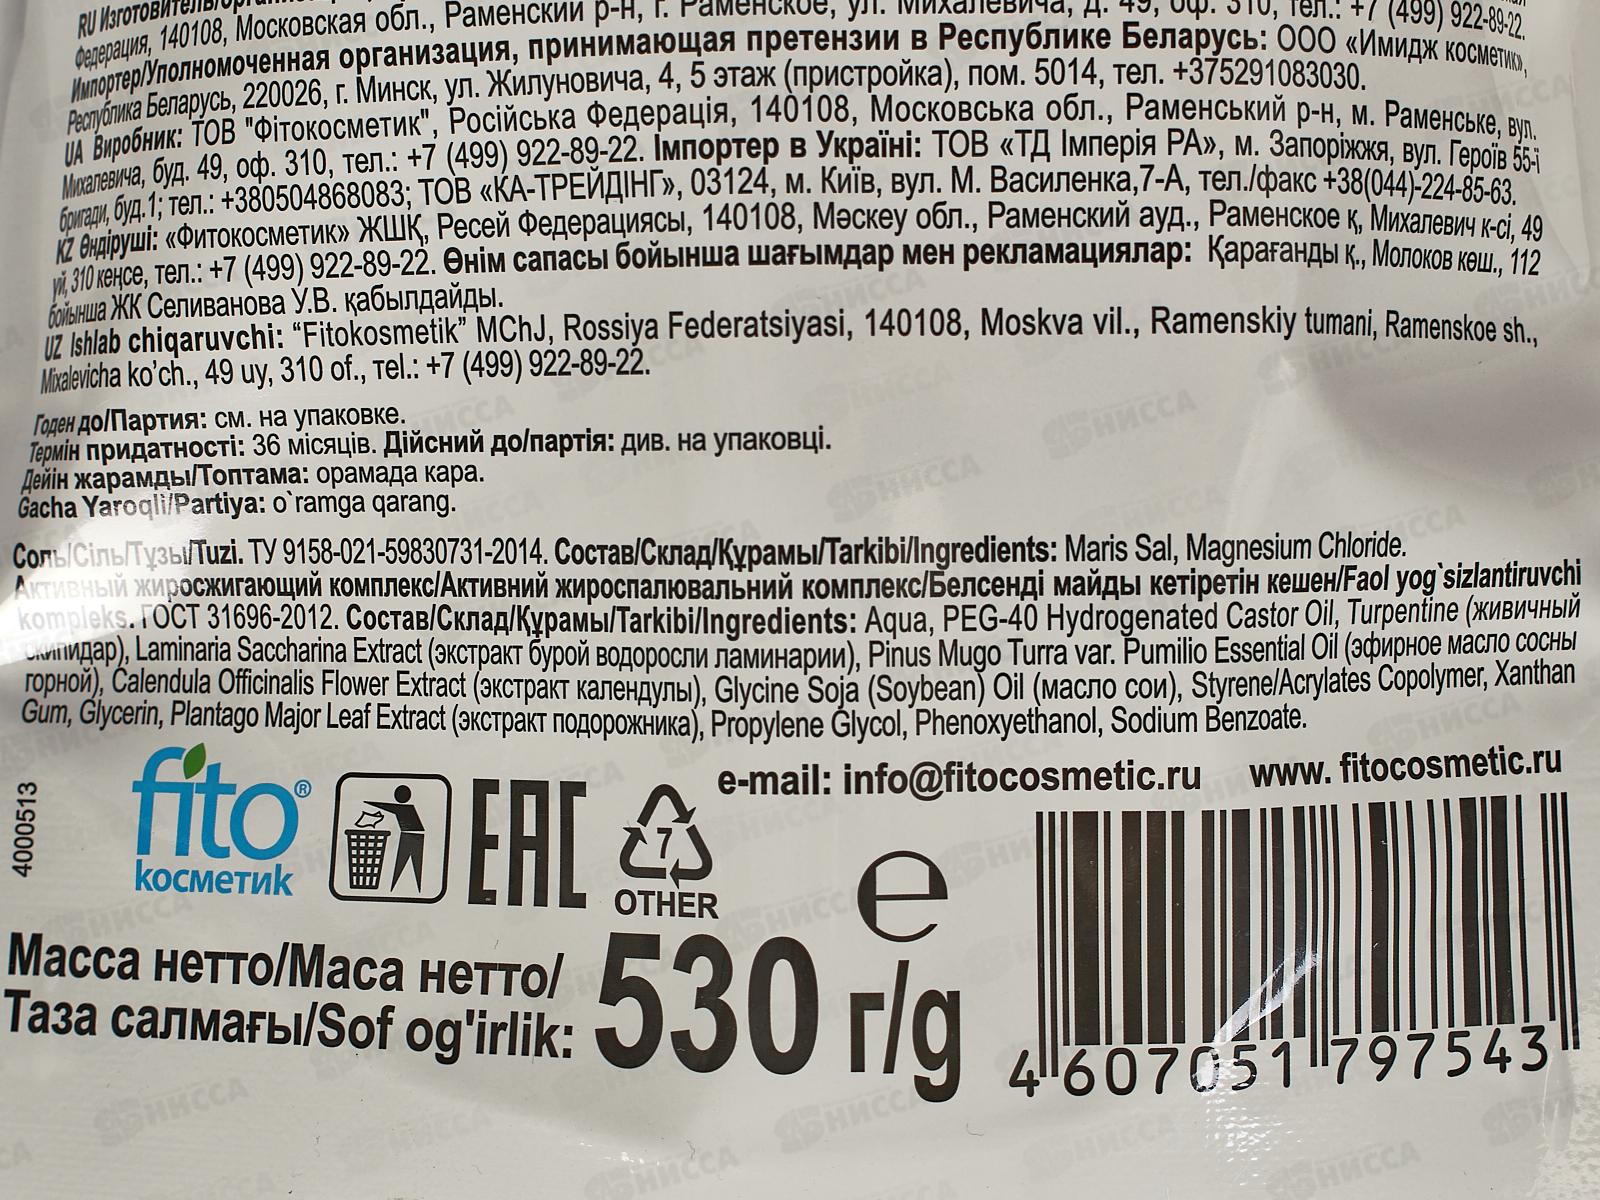 RU Изготовитель/
Федерация, 140108, Московская обл., Раменский р-н, г. Раменское, ул. Михалевича, д. 49, оф. 310, тел.: +7 (499) 922-89-22.
Импортер/Уполномоченная организация, принимающая претензии в Республике Беларусь: ООО «Имидж косметик»,
Республика Беларусь, 220026, г. Минск, ул. Жилуновича, 4, 5 этаж (пристройка), пом. 5014, тел. +375291083030.
UA Виробник: ТОВ "Фітокосметик", Російська Федерація, 140108, Московська обл., Раменський р-н, м. Раменське, вул.
Михалевича, буд. 49, оф. 310, тел.: +7 (499) 922-89-22. Імпортер в Україні: ТОВ «ТД Імперія РА», м. Запоріжжя, вул. Героїв 55-ї
бригади, буд.1; тел.: +380504868083; ТОВ «КА-ТРЕЙДІНГ», 03124, м. Київ, вул. М. Василенка,7-А, тел./факс +38(044)-224-85-63.
KZ Өндіруші: «Фитокосметик» ЖШҚ, Ресей Федерациясы, 140108, Мәскеу обл., Раменский ауд., Раменское қ, Михалевич к-сі, 49
үй, 310 кеңсе, тел.: +7 (499) 922-89-22. Өнім сапасы бойынша шағымдар мен рекламациялар: Қарағанды қ., Молоков көш., 112
бойынша ЖК Селиванова У.В. қабылдайды.
UZ Ishlab chiqaruvchi: “Fitokosmetik” MChJ, Rossiya Federatsiyasi, 140108, Moskva vil., Ramenskiy tumani, Ramenskoe sh.,
Mixalevicha ko’ch., 49 uy, 310 of., tel.: +7 (499) 922-89-22.
Годен до/Партия: см. на упаковке.
Термін придатності: 36 місяців. Дійсний до/партія: див. на упаковці.
Дейін жарамды/Топтама: орамада кара.
Gacha Yaroqli/Partiya: o`ramga qarang.
Соль/Сіль/Тұзы/Tuzi. ТУ 9158-021-59830731-2014. Состав/Склад/Құрамы/Tarkibi/Ingredients: Maris Sal, Magnesium Chloride.
Активный жиросжигающий комплекс/Активний жироспалювальний комплекс/Белсенді майды кетіретін кешен/Faol yog`sizlantiruvchi
kompleks. ГОСТ 31696-2012. Состав/Склад/Құрамы/Tarkibi/Ingredients: Aqua, PEG-40 Hydrogenated Castor Oil, Turpentine (живичный
скипидар), Laminaria Saccharina Extract (экстракт бурой водоросли ламинарии), Pinus Mugo Turra var. Pumilio Essential Oil (эфирное масло сосны
горной), Calendula Officinalis Flower Extract (экстракт календулы), Glycine Soja (Soybean) Oil (масло сои), Styrene/Acrylates Copolymer, Xanthan
Gum, Glycerin, Plantago Major Leaf Extract (экстракт подорожника), Propylene Glycol, Phenoxyethanol, Sodium Benzoate.
e-mail: info@fitocosmetic.ru www. fitocosmetic.ru
4000513
fito®
косметик
EAC
7
OTHER
e
Масса нетто/Маса нетто/
Таза салмағы/Sof og'irlik: 530 г/g
4 607051 797543